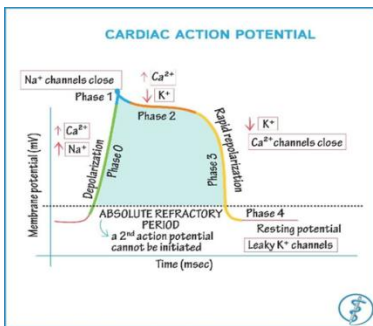 CARDIAC ACTION POTENTIAL
Na⁺ channels close
Phase 1
↑ Ca²⁺
↓ K⁺
Phase 2
↑ Ca²⁺
↑ Na⁺
Depolarization
Phase 0
Rapid repolarization
Phase 3
↓ K⁺
Ca²⁺ channels close
Membrane potential (mV)
ABSOLUTE REFRACTORY
PERIOD
a 2nd action potential
cannot be initiated
Phase 4
Resting potential
Leaky K⁺ channels
Time (msec)